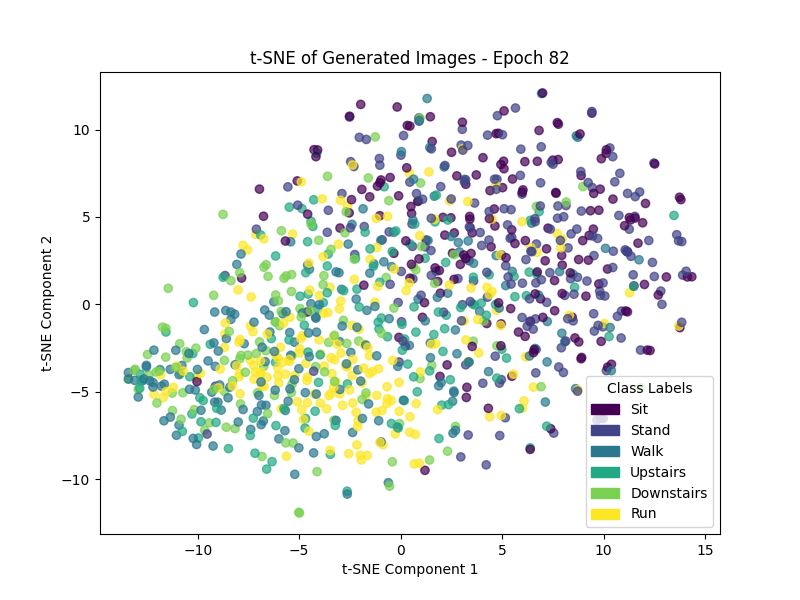 t-SNE of Generated Images - Epoch 82
t-SNE Component 2
10
5
0
−5
−10
Class Labels
Sit
Stand
Walk
Upstairs
Downstairs
Run
−10
−5
0
5
10
15
t-SNE Component 1